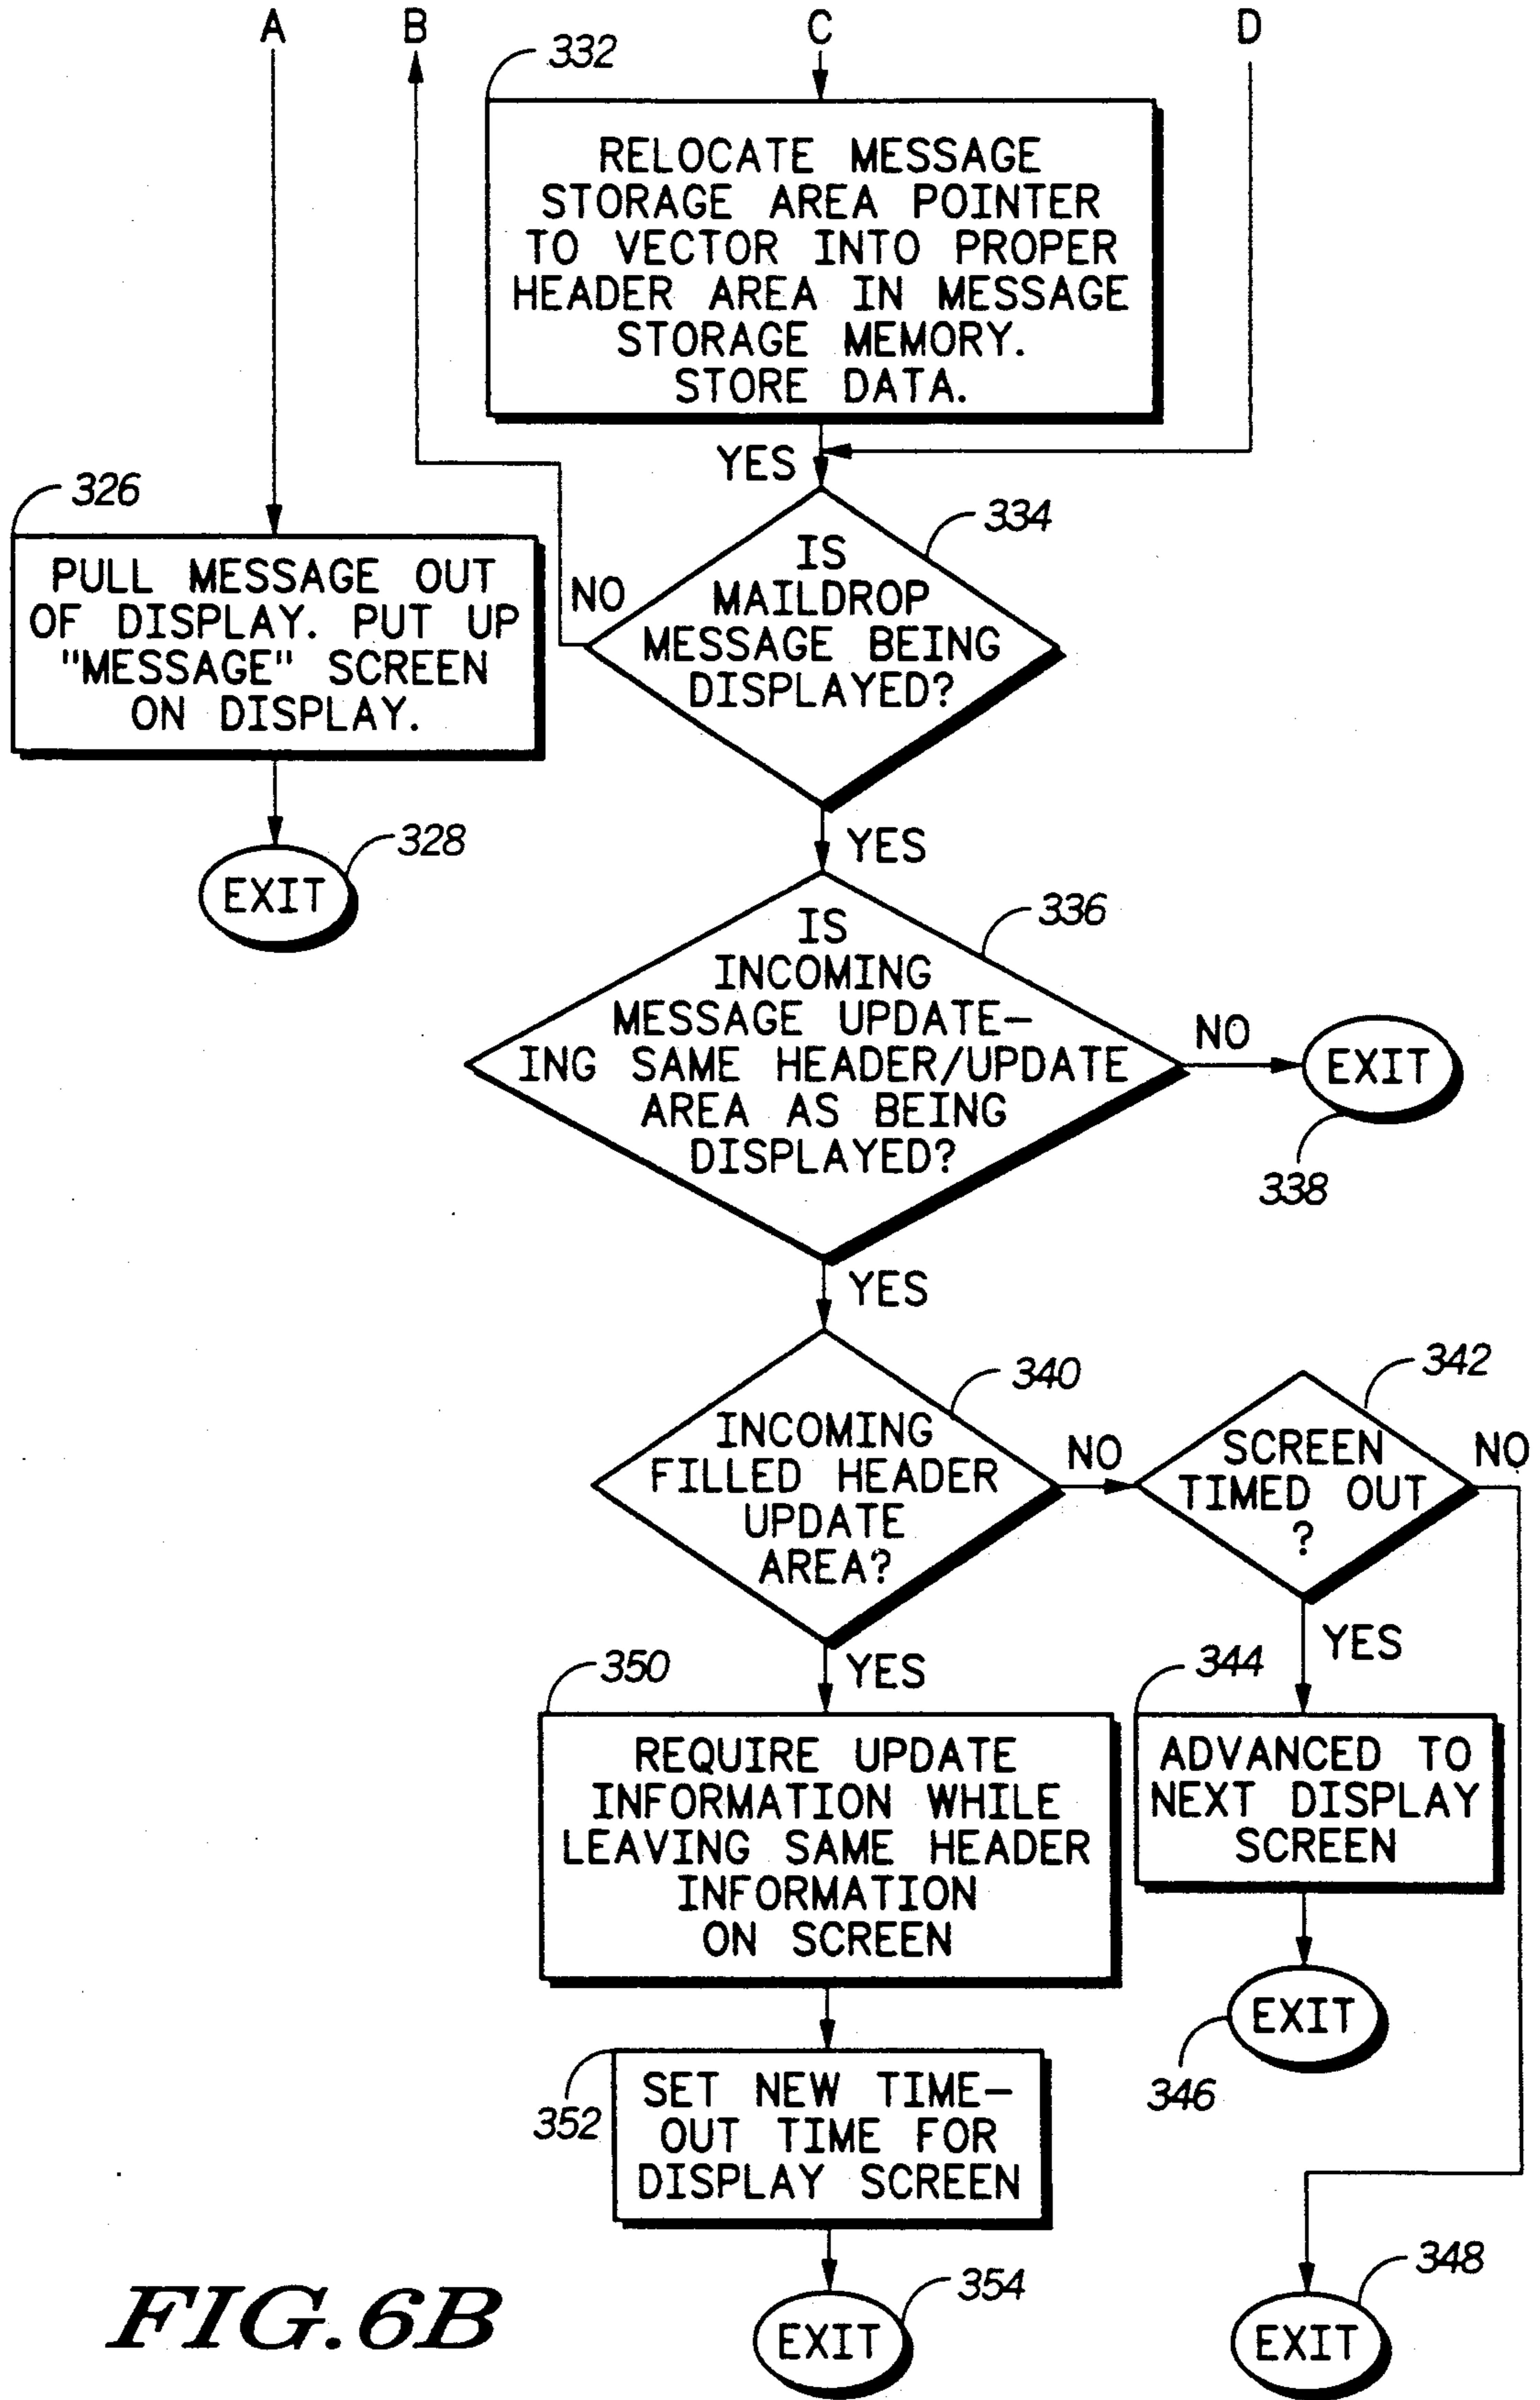 A
B
C
D
332
RELOCATE MESSAGE
STORAGE AREA POINTER
TO VECTOR INTO PROPER
HEADER AREA IN MESSAGE
STORAGE MEMORY.
STORE DATA.
YES
326
PULL MESSAGE OUT
OF DISPLAY. PUT UP
"MESSAGE" SCREEN
ON DISPLAY.
328
EXIT
334
IS
MAILDROP
MESSAGE BEING
DISPLAYED?
NO
YES
336
IS
INCOMING
MESSAGE UPDATE-
ING SAME HEADER/UPDATE
AREA AS BEING
DISPLAYED?
NO
EXIT
338
YES
340
INCOMING
FILLED HEADER
UPDATE
AREA?
NO
342
SCREEN
TIMED OUT
?
NO
YES
350
REQUIRE UPDATE
INFORMATION WHILE
LEAVING SAME HEADER
INFORMATION
ON SCREEN
YES
344
ADVANCED TO
NEXT DISPLAY
SCREEN
EXIT
346
352
SET NEW TIME-
OUT TIME FOR
DISPLAY SCREEN
354
EXIT
348
EXIT
FIG.6B